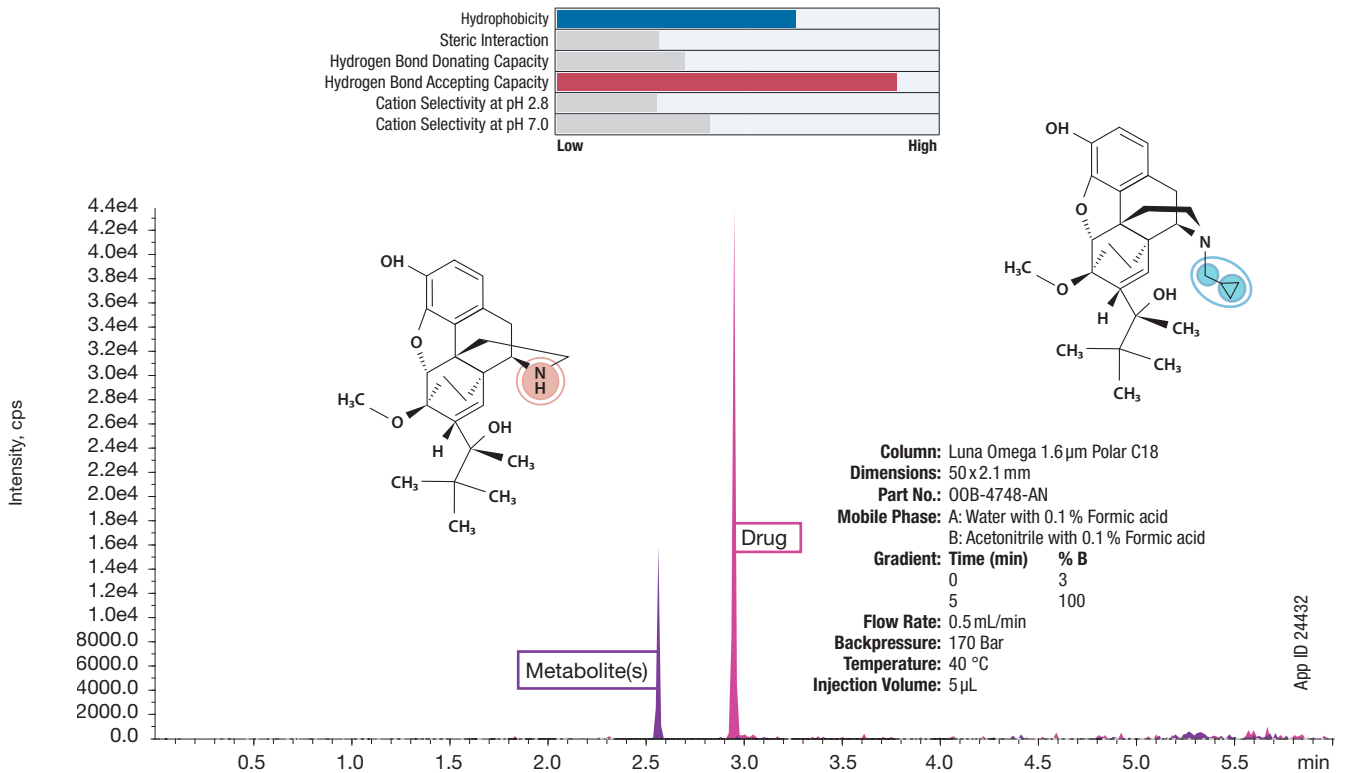 Hydrophobicity
Steric Interaction
Hydrogen Bond Donating Capacity
Hydrogen Bond Accepting Capacity
Cation Selectivity at pH 2.8
Cation Selectivity at pH 7.0
Low High
OH
O
N
H₃C
O
OH
H
CH₃
CH₃
CH₃
CH₃
OH
O
N
H
H₃C
O
OH
H
CH₃
CH₃
CH₃
CH₃
Intensity, cps
4.4e4
4.2e4
4.0e4
3.8e4
3.6e4
3.4e4
3.2e4
3.0e4
2.8e4
2.6e4
2.4e4
2.2e4
2.0e4
1.8e4
1.6e4
1.4e4
1.2e4
1.0e4
8000.0
6000.0
4000.0
2000.0
0.0
Metabolite(s)
Drug
Column: Luna Omega 1.6 µm Polar C18
Dimensions: 50 x 2.1 mm
Part No.: 00B-4748-AN
Mobile Phase: A: Water with 0.1 % Formic acid
B: Acetonitrile with 0.1 % Formic acid
Gradient: Time (min) % B
0 3
5 100
Flow Rate: 0.5 mL/min
Backpressure: 170 Bar
Temperature: 40 °C
Injection Volume: 5 µL
App ID 24432
0.5 1.0 1.5 2.0 2.5 3.0 3.5 4.0 4.5 5.0 5.5 min